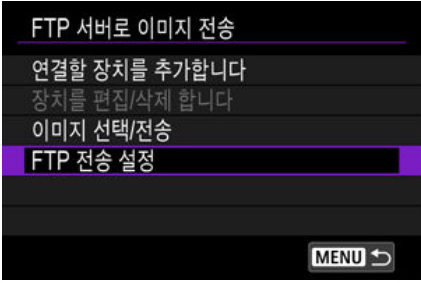 FTP 서버로 이미지 전송
연결할 장치를 추가합니다
장치를 편집/삭제 합니다
이미지 선택/전송
FTP 전송 설정
MENU